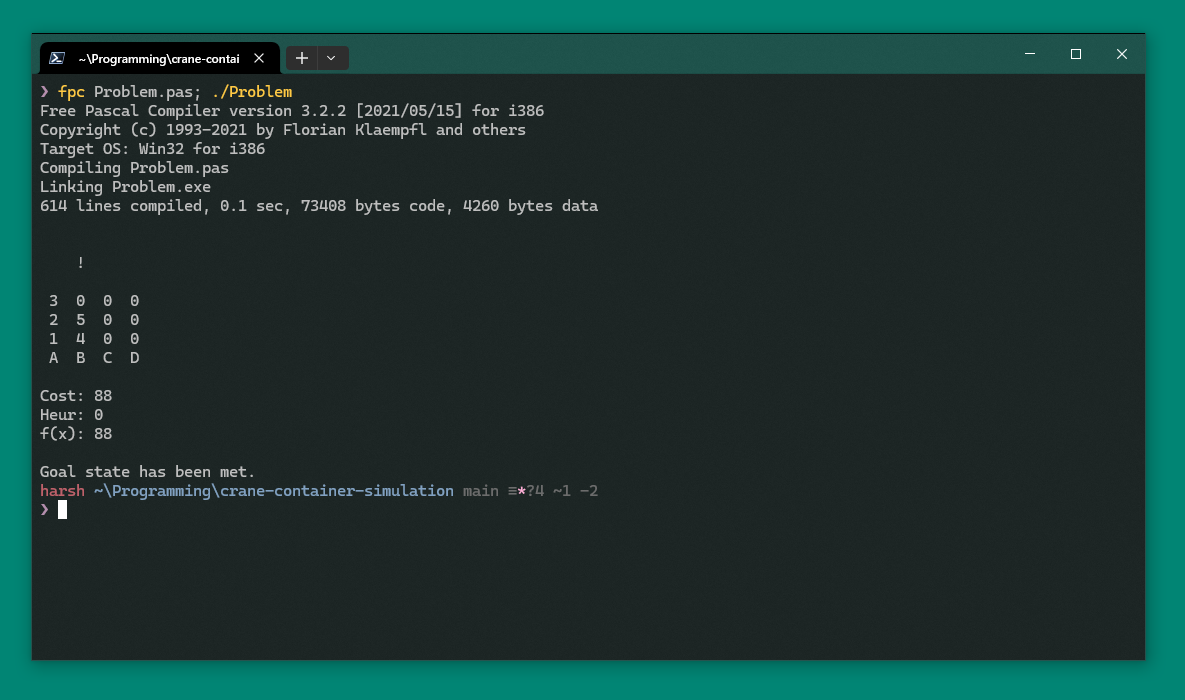 ~\Programming\crane-contai
❯ fpc Problem.pas; ./Problem
Free Pascal Compiler version 3.2.2 [2021/05/15] for i386
Copyright (c) 1993-2021 by Florian Klaempfl and others
Target OS: Win32 for i386
Compiling Problem.pas
Linking Problem.exe
614 lines compiled, 0.1 sec, 73408 bytes code, 4260 bytes data
!
3 0 0 0
2 5 0 0
1 4 0 0
A B C D
Cost: 88
Heur: 0
f(x): 88
Goal state has been met.
harsh ~\Programming\crane-container-simulation main ≡*?4 ~1 -2
❯